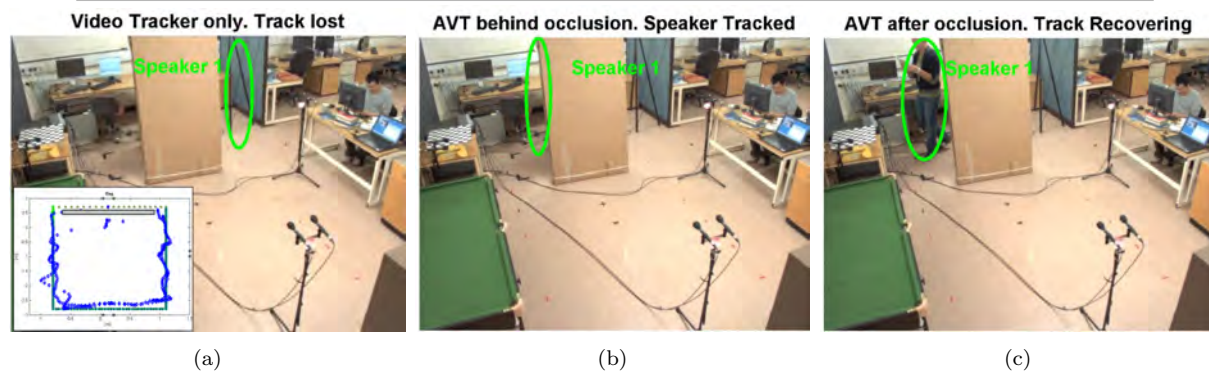 Video Tracker only. Track lost
AVT behind occlusion. Speaker Tracked
AVT after occlusion. Track Recovering
Speaker 1
Speaker 1
Speaker 1
(a)
(b)
(c)